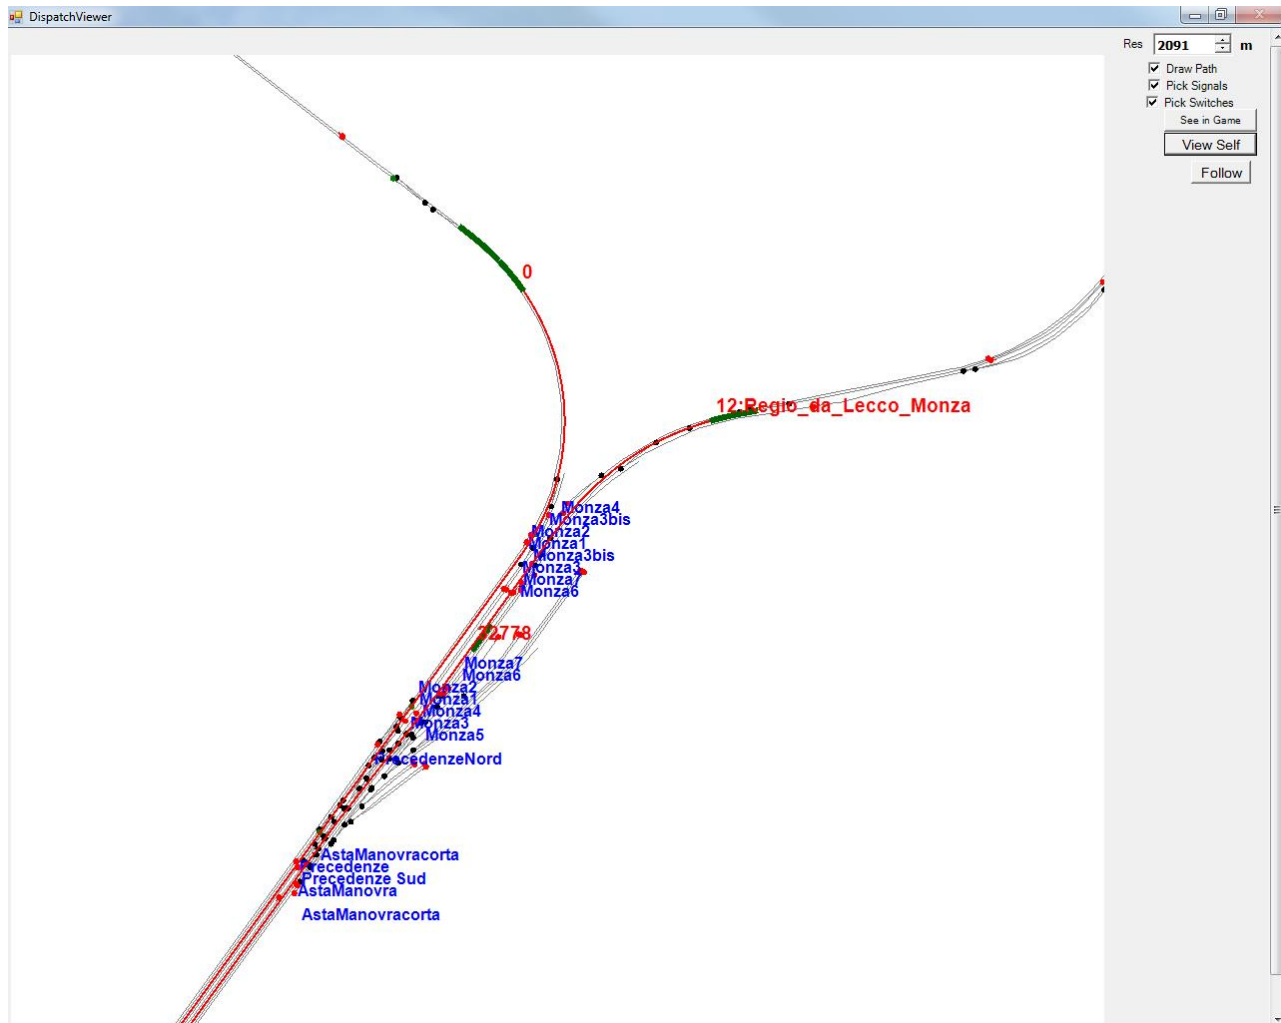 DispatchViewer
Res 2091 m
Draw Path
Pick Signals
Pick Switches
See in Game
View Self
Follow
0
12:Regio_da_Lecco_Monza
Monza4
Monza3bis
Monza2
Monza1
Monza3bis
Monza3
Monza7
Monza6
32778
Monza7
Monza6
Monza2
Monza1
Monza4
Monza3
Monza5
PrecedenzeNord
AstaManovracorta
Precedenze
Precedenze Sud
AstaManovra
AstaManovracorta